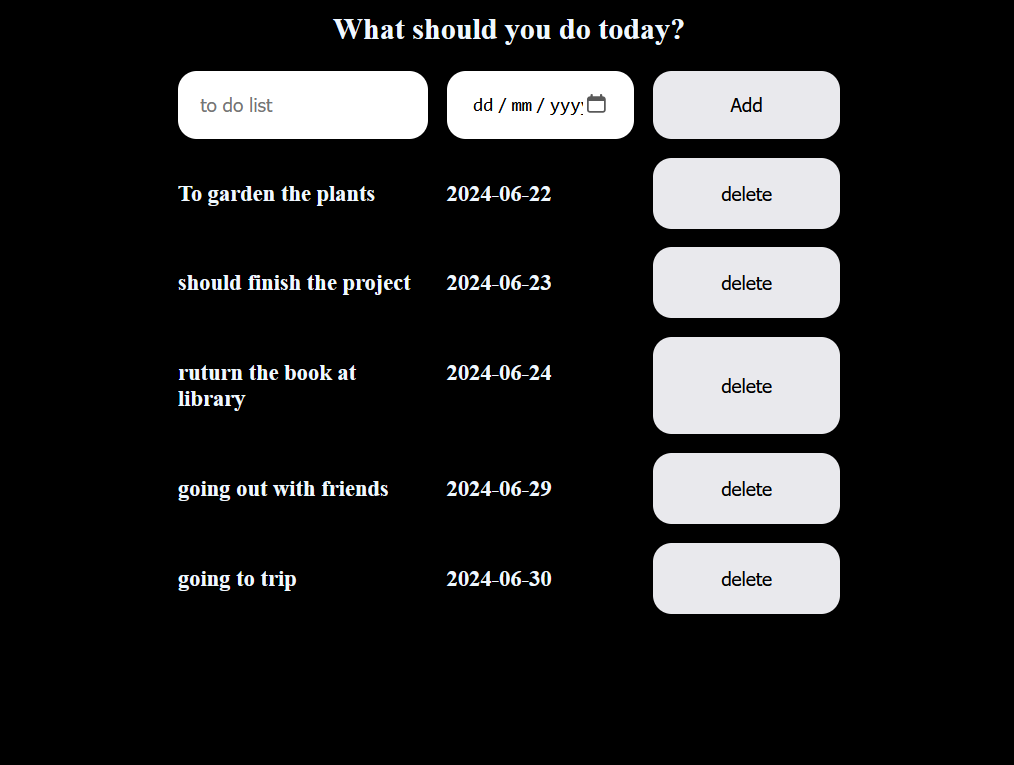 What should you do today?
to do list
dd / mm / yyyy
Add
To garden the plants 2024-06-22 delete
should finish the project 2024-06-23 delete
ruturn the book at 2024-06-24 delete
library
going out with friends 2024-06-29 delete
going to trip 2024-06-30 delete